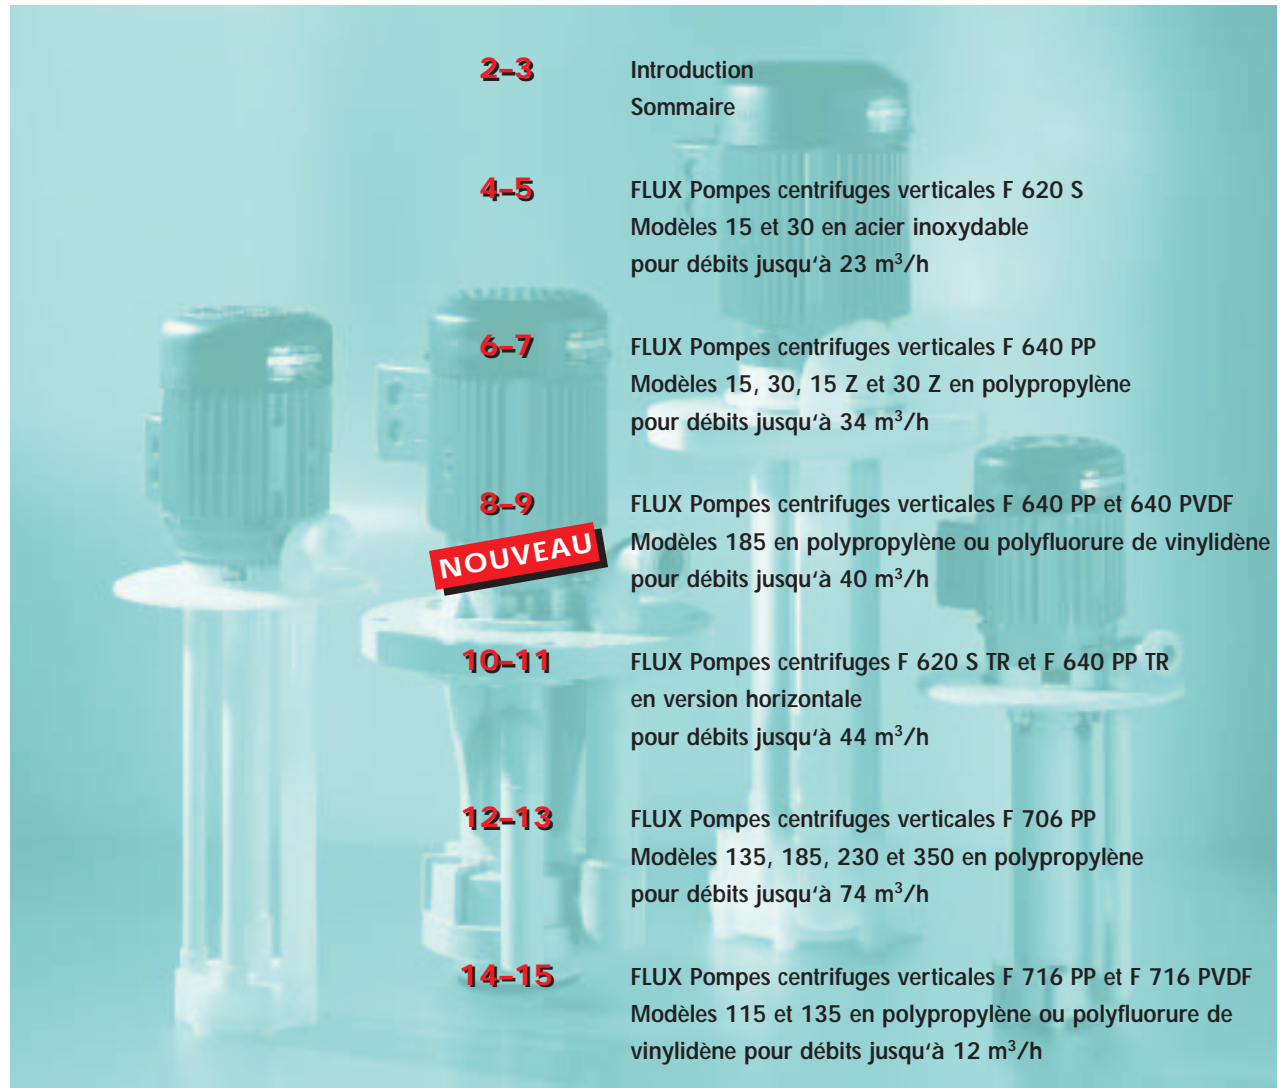 2–3 Introduction
Sommaire
4–5 FLUX Pompes centrifuges verticales F 620 S
Modèles 15 et 30 en acier inoxydable
pour débits jusqu‘à 23 m³/h
6–7 FLUX Pompes centrifuges verticales F 640 PP
Modèles 15, 30, 15 Z et 30 Z en polypropylène
pour débits jusqu‘à 34 m³/h
8–9 FLUX Pompes centrifuges verticales F 640 PP et 640 PVDF
NOUVEAU Modèles 185 en polypropylène ou polyfluorure de vinylidène
pour débits jusqu‘à 40 m³/h
10–11 FLUX Pompes centrifuges F 620 S TR et F 640 PP TR
en version horizontale
pour débits jusqu‘à 44 m³/h
12–13 FLUX Pompes centrifuges verticales F 706 PP
Modèles 135, 185, 230 et 350 en polypropylène
pour débits jusqu‘à 74 m³/h
14–15 FLUX Pompes centrifuges verticales F 716 PP et F 716 PVDF
Modèles 115 et 135 en polypropylène ou polyfluorure de
vinylidène pour débits jusqu‘à 12 m³/h